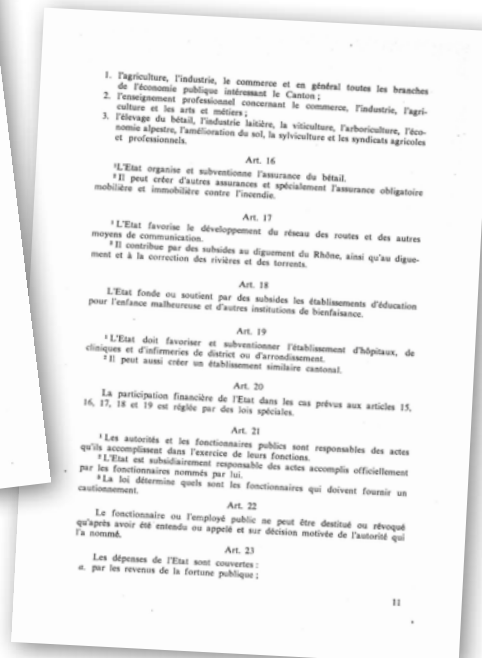 1. l'agriculture, l'industrie, le commerce et en général toutes les branches
de l'économie publique intéressant le Canton ;
2. l'enseignement professionnel concernant le commerce, l'industrie, l'agri-
culture et les arts et métiers ;
3. l'élevage du bétail, l'industrie laitière, la viticulture, l'arboriculture, l'éco-
nomie alpestre, l'amélioration du sol, la sylviculture et les syndicats agricoles
et professionnels.
Art. 16
¹L'Etat organise et subventionne l'assurance du bétail.
² Il peut créer d'autres assurances et spécialement l'assurance obligatoire
mobilière et immobilière contre l'incendie.
Art. 17
¹ L'Etat favorise le développement du réseau des routes et des autres
moyens de communication.
² Il contribue par des subsides au diguement du Rhône, ainsi qu'au digue-
ment et à la correction des rivières et des torrents.
Art. 18
L'Etat fonde ou soutient par des subsides les établissements d'éducation
pour l'enfance malheureuse et d'autres institutions de bienfaisance.
Art. 19
¹ L'Etat doit favoriser et subventionner l'établissement d'hôpitaux, de
cliniques et d'infirmeries de district ou d'arrondissement.
² Il peut aussi créer un établissement similaire cantonal.
Art. 20
La participation financière de l'Etat dans les cas prévus aux articles 15,
16, 17, 18 et 19 est réglée par des lois spéciales.
Art. 21
¹ Les autorités et les fonctionnaires publics sont responsables des actes
qu'ils accomplissent dans l'exercice de leurs fonctions.
² L'Etat est subsidiairement responsable des actes accomplis officiellement
par les fonctionnaires nommés par lui.
³ La loi détermine quels sont les fonctionnaires qui doivent fournir un
cautionnement.
Art. 22
Le fonctionnaire ou l'employé public ne peut être destitué ou révoqué
qu'après avoir été entendu ou appelé et sur décision motivée de l'autorité qui
l'a nommé.
Art. 23
Les dépenses de l'Etat sont couvertes :
a. par les revenus de la fortune publique ;
11